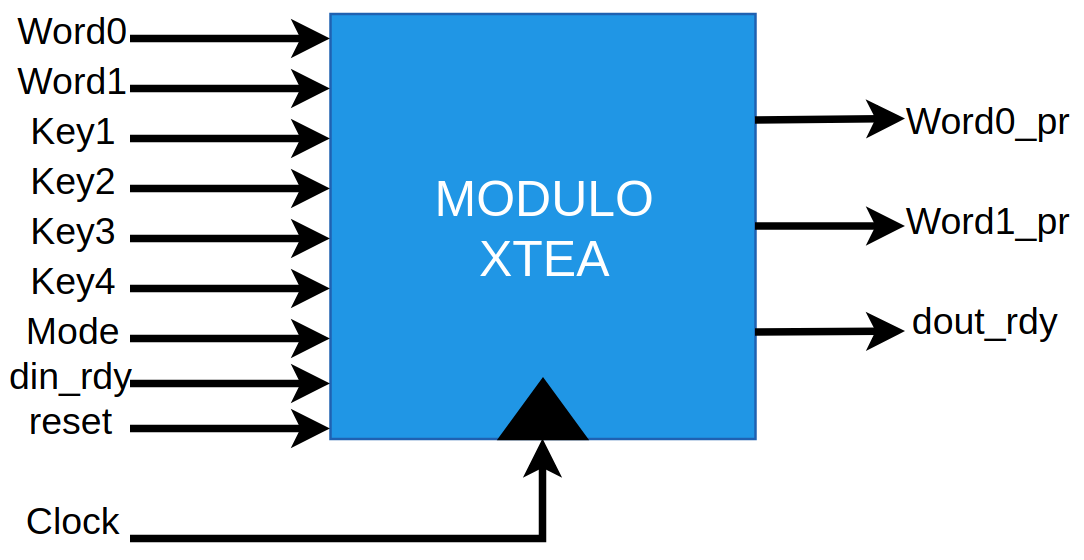 Word0
Word1
Key1
Key2
Key3
Key4
Mode
din_rdy
reset
Clock
MODULO
XTEA
Word0_pr
Word1_pr
dout_rdy